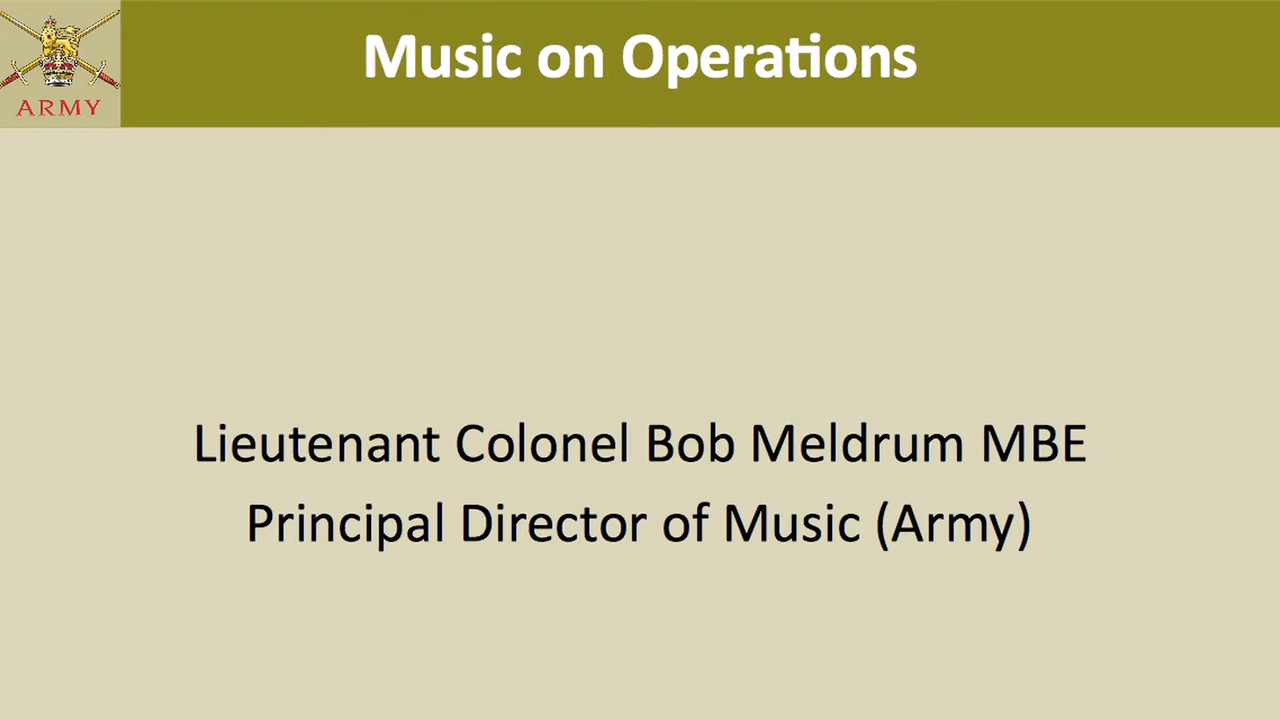 Music on Operations
ARMY
Lieutenant Colonel Bob Meldrum MBE
Principal Director of Music (Army)